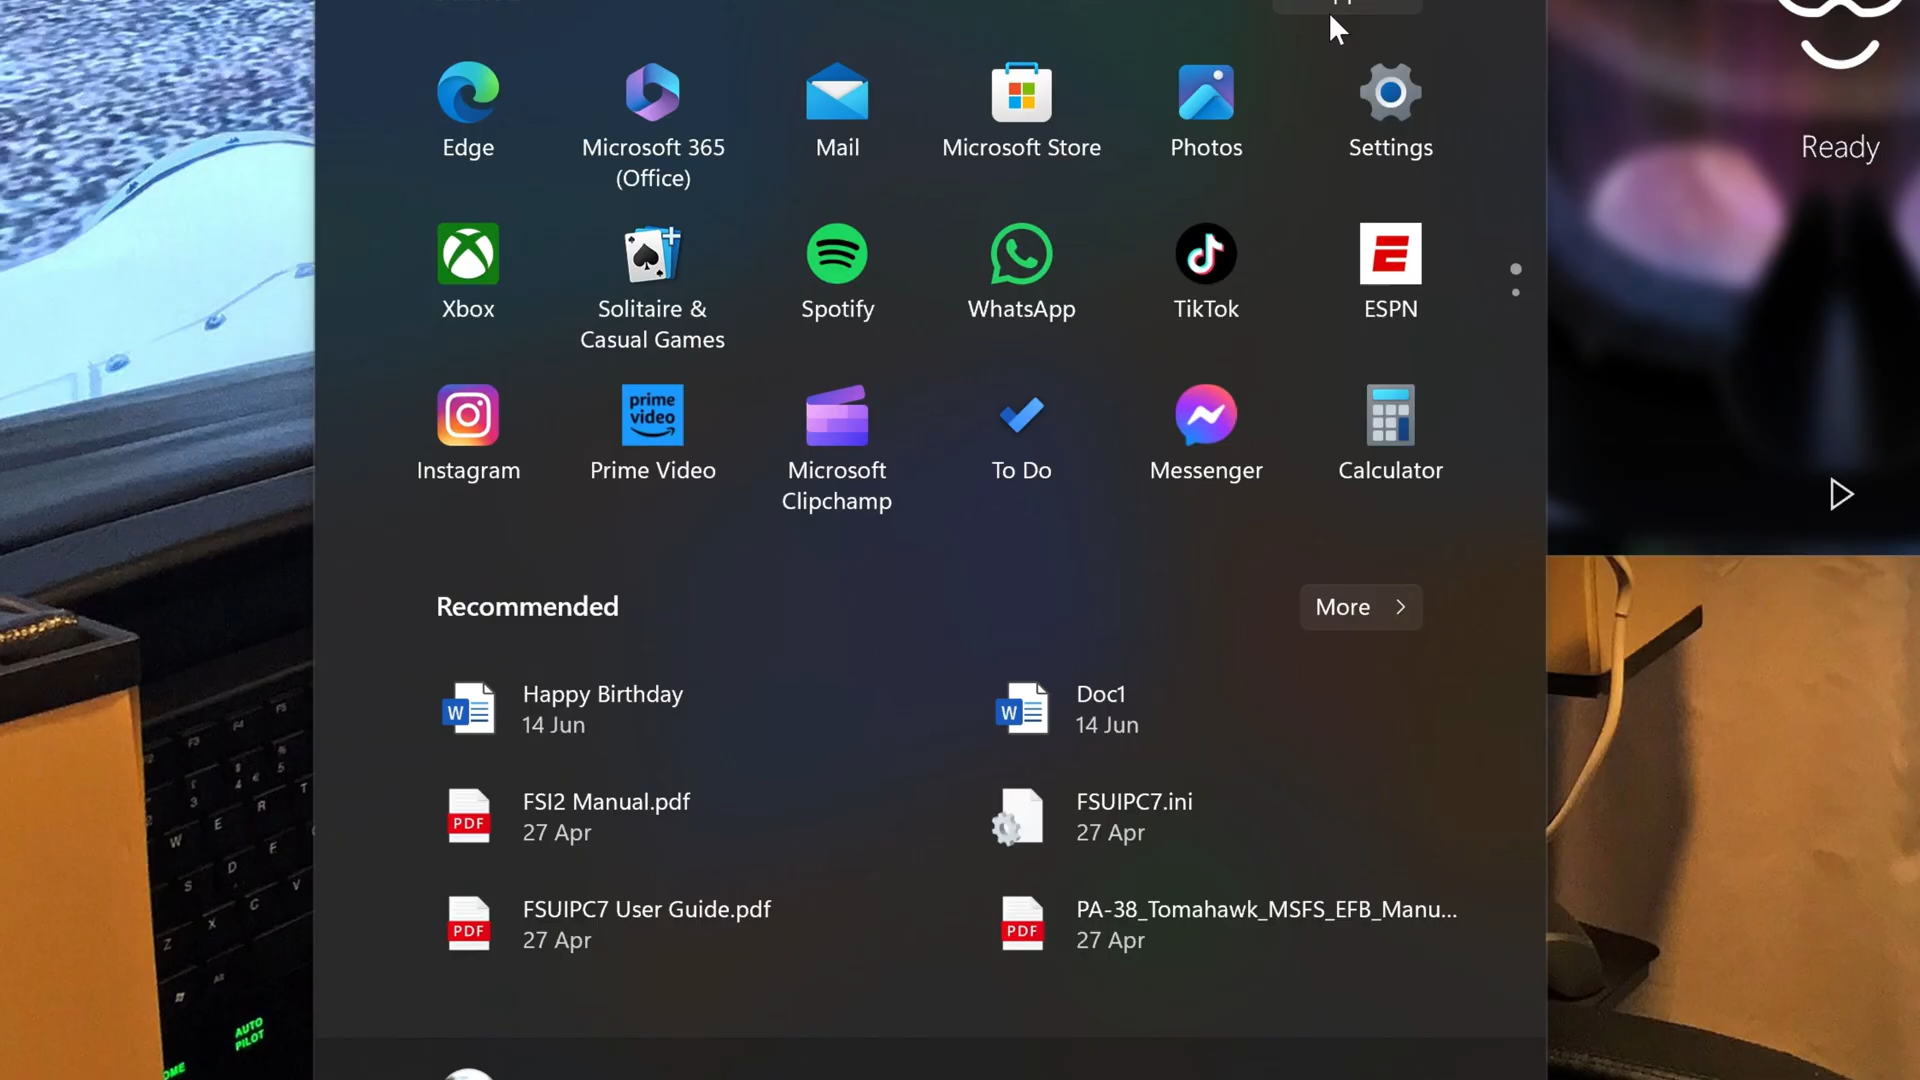 Edge
Microsoft 365
(Office)
Mail
Microsoft Store
Photos
Settings
Ready
Xbox
Solitaire &
Casual Games
Spotify
WhatsApp
TikTok
ESPN
prime
video
Instagram
Prime Video
Microsoft
Clipchamp
To Do
Messenger
Calculator
Recommended
More
W
Happy Birthday
14 Jun
W
Doc1
14 Jun
PDF
FSI2 Manual.pdf
27 Apr
FSUIPC7.ini
27 Apr
PDF
FSUIPC7 User Guide.pdf
27 Apr
PDF
PA-38_Tomahawk_MSFS_EFB_Manu...
27 Apr
AUTO
PILOT